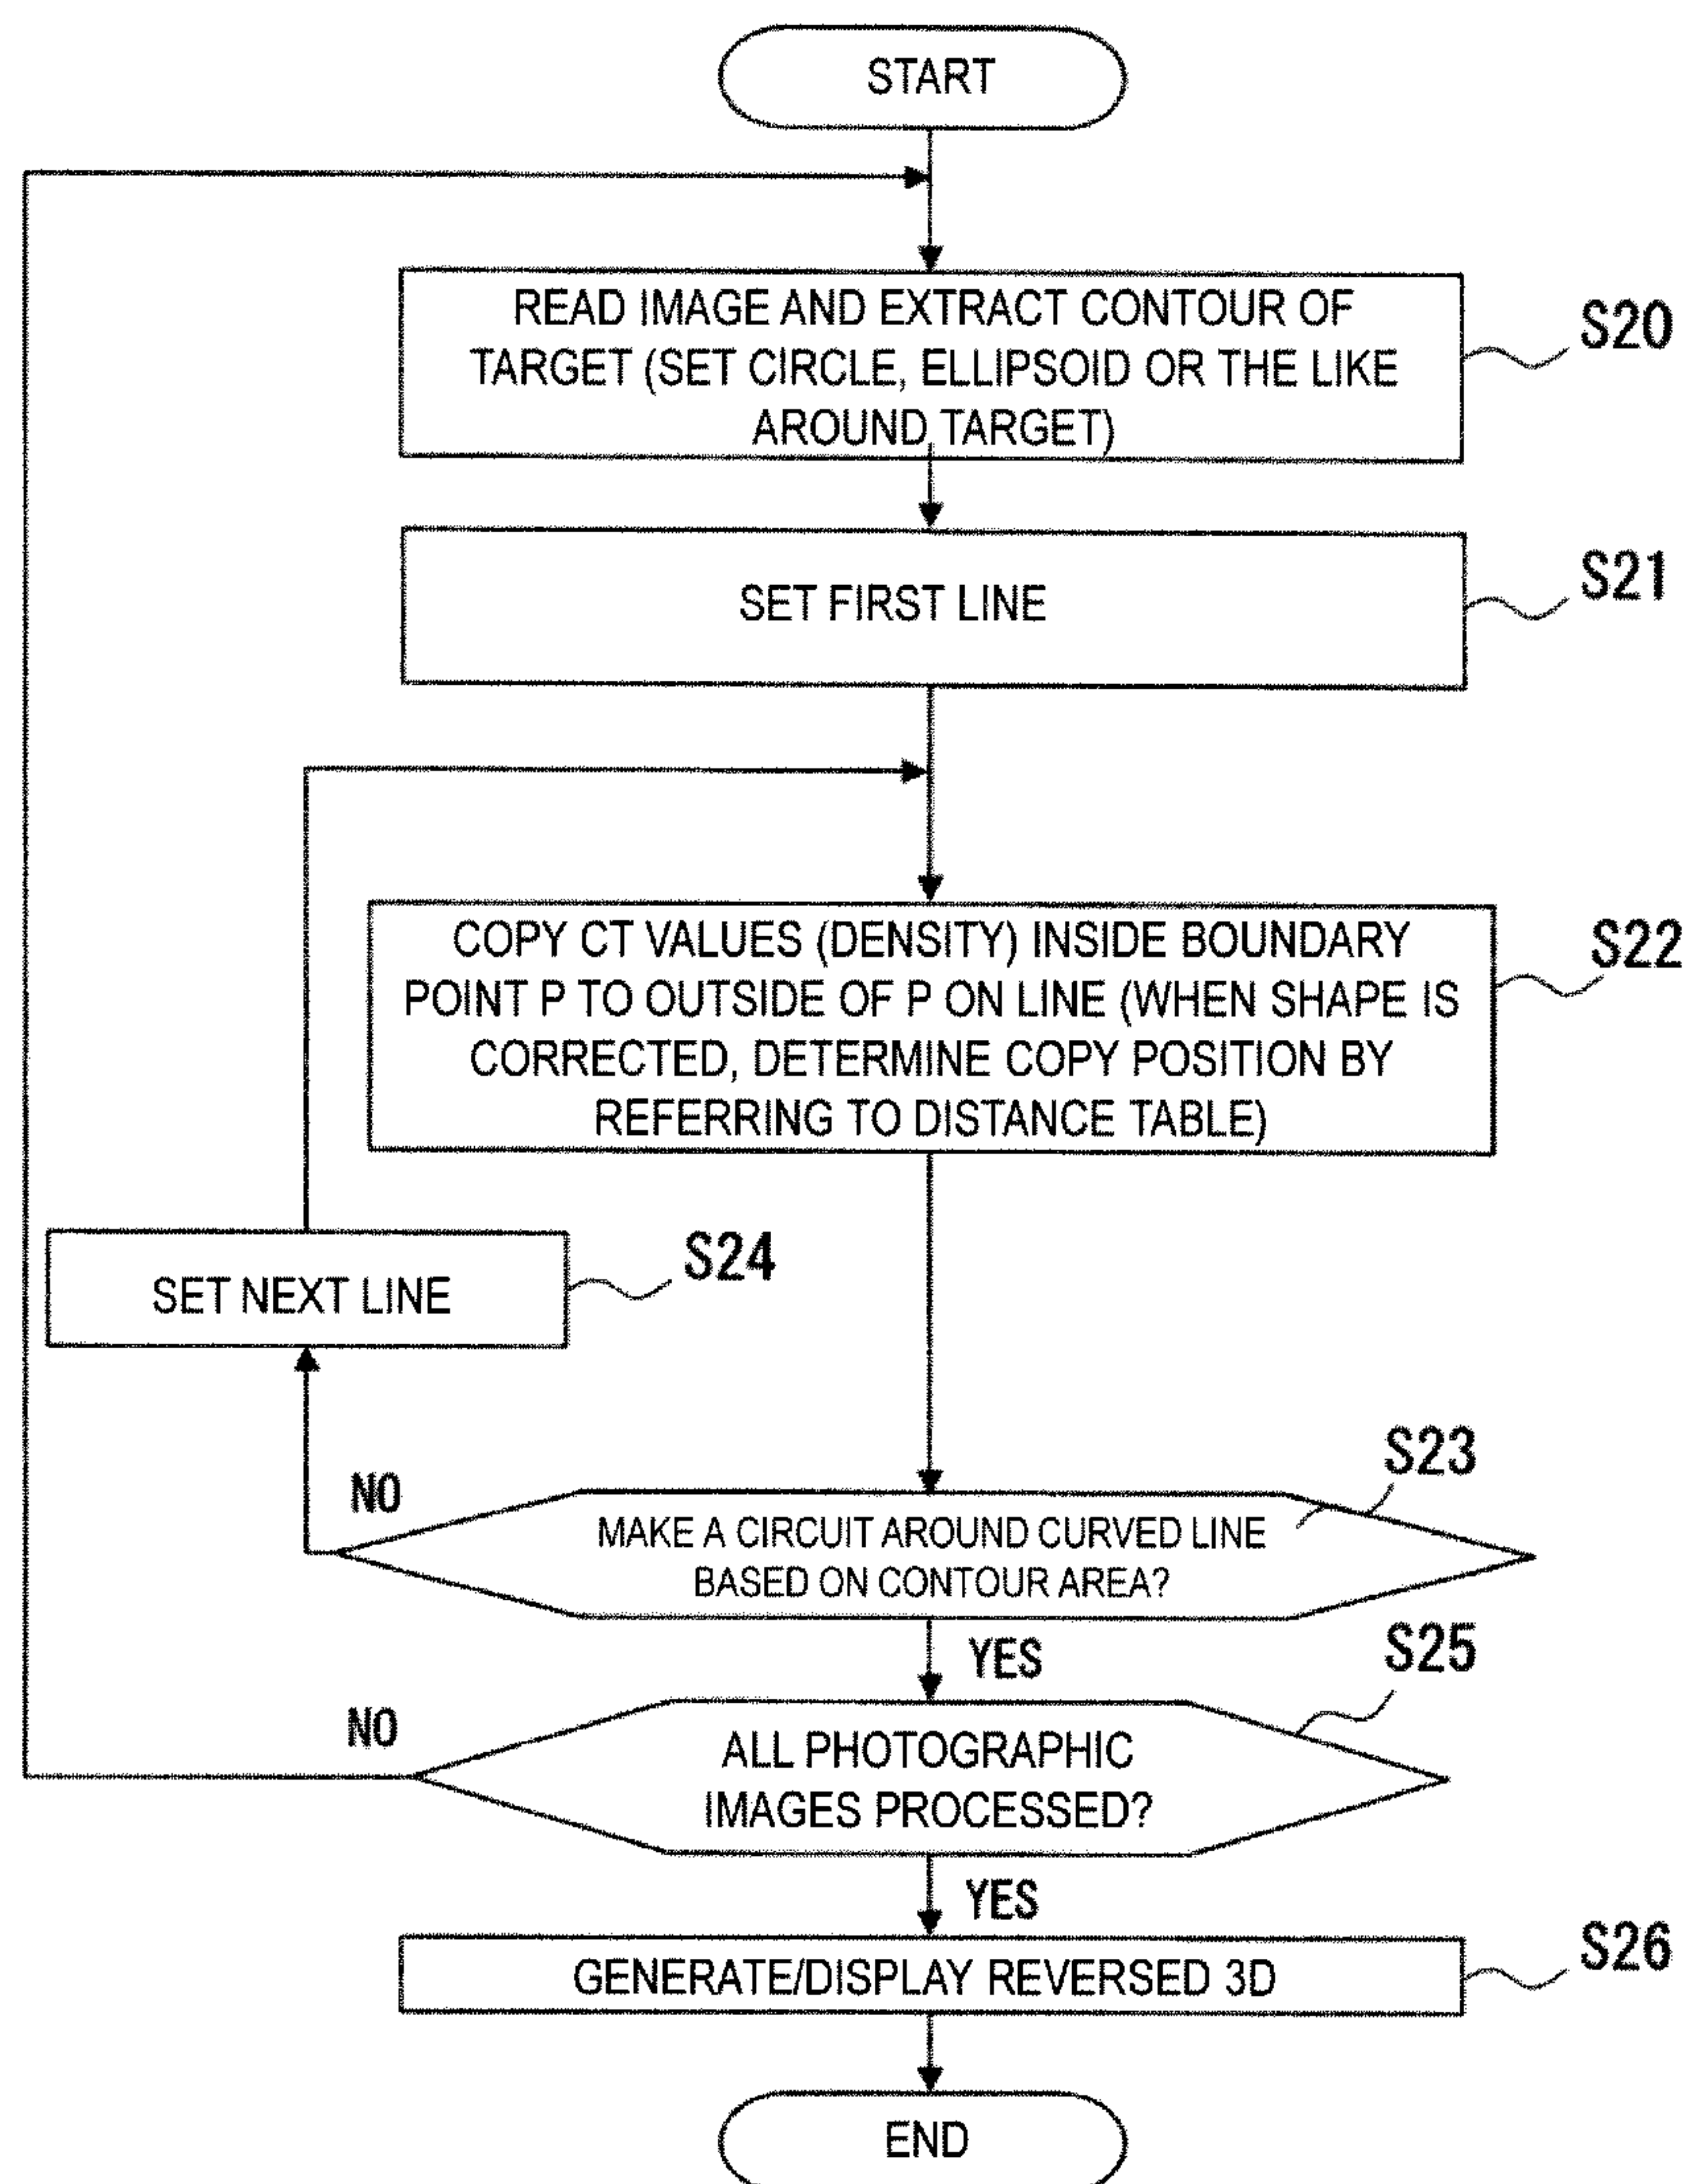 START
READ IMAGE AND EXTRACT CONTOUR OF
TARGET (SET CIRCLE, ELLIPSOID OR THE LIKE
AROUND TARGET)
S20
SET FIRST LINE
S21
COPY CT VALUES (DENSITY) INSIDE BOUNDARY
POINT P TO OUTSIDE OF P ON LINE (WHEN SHAPE IS
CORRECTED, DETERMINE COPY POSITION BY
REFERRING TO DISTANCE TABLE)
S22
SET NEXT LINE
S24
S23
NO
MAKE A CIRCUIT AROUND CURVED LINE
BASED ON CONTOUR AREA?
YES
S25
NO
ALL PHOTOGRAPHIC
IMAGES PROCESSED?
YES
GENERATE/DISPLAY REVERSED 3D
S26
END